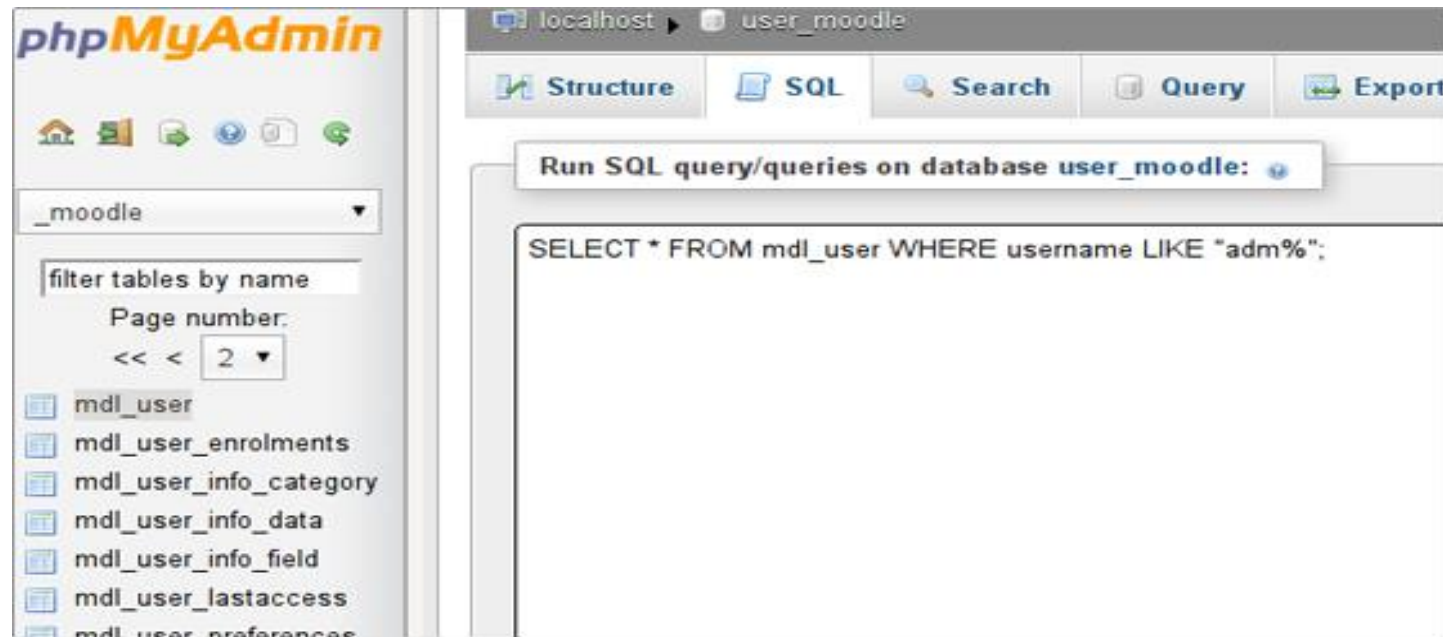 phpMyAdmin
_moodle
filter tables by name
Page number:
<< < 2
mdl_user
mdl_user_enrolments
mdl_user_info_category
mdl_user_info_data
mdl_user_info_field
mdl_user_lastaccess
mdl_user_preferences
localhost user_moodle
Structure SQL Search Query Export
Run SQL query/queries on database user_moodle:
SELECT * FROM mdl_user WHERE username LIKE "adm%";